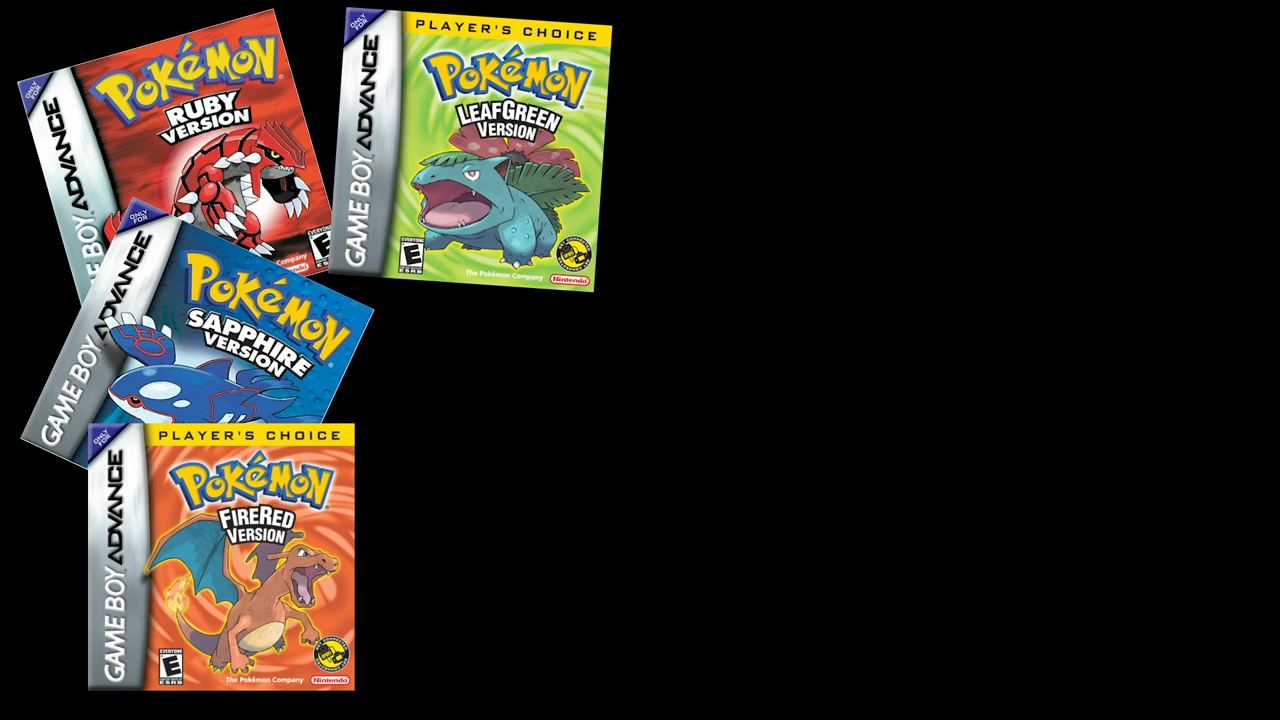 ONLY FOR
GAME BOY ADVANCE
POKéMON
RUBY
VERSION
EVERYONE
E
Company
ONLY FOR
GAME BOY ADVANCE
PLAYER'S CHOICE
POKéMON
LEAFGREEN
VERSION
EVERYONE
E
ESRB
The Pokémon Company
Nintendo
ONLY FOR
GAME BOY ADVANCE
POKéMON
SAPPHIRE
VERSION
ONLY FOR
GAME BOY ADVANCE
PLAYER'S CHOICE
POKéMON
FIRERED
VERSION
EVERYONE
E
ESRB
The Pokémon Company
Nintendo